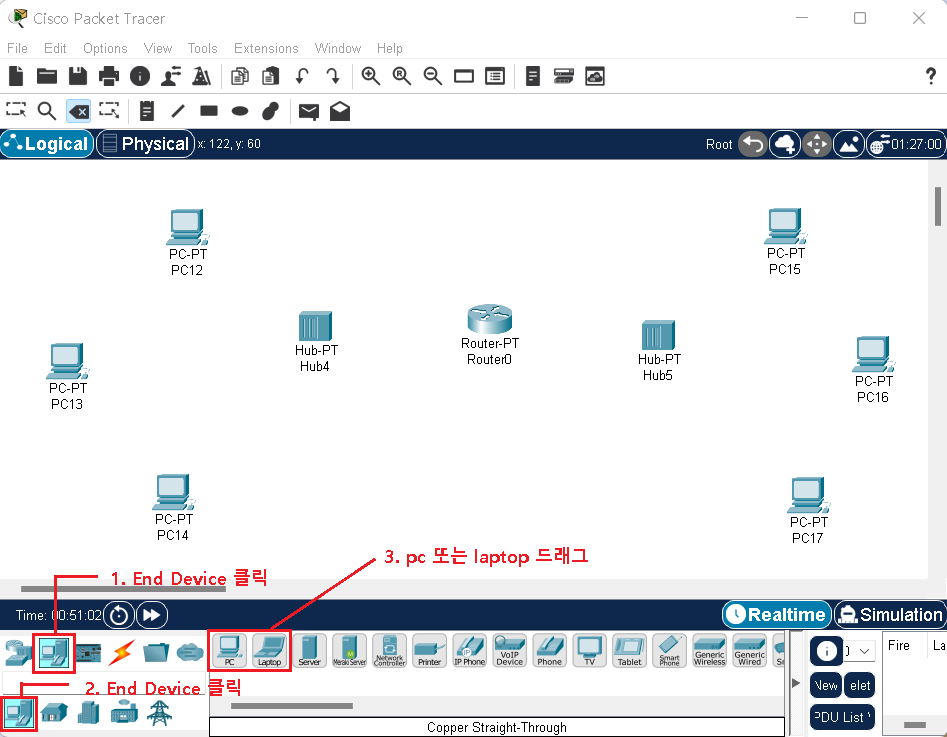 Cisco Packet Tracer
File Edit Options View Tools Extensions Window Help
Logical Physical x: 122, y: 60 Root 01:27:00
PC-PT
PC12
PC-PT
PC15
Hub-PT
Hub4
Router-PT
Router0
Hub-PT
Hub5
PC-PT
PC13
PC-PT
PC16
PC-PT
PC14
PC-PT
PC17
3. pc 또는 laptop 드래그
1. End Device 클릭
Time: 00:51:02 Realtime Simulation
PC Laptop Server Meraki Server Network Controller Printer IP Phone VoIP Device Phone TV Tablet Smart Phone Generic Wireless Generic Wired
Fire La
New elet
2. End Device 클릭
PDU List
Copper Straight-Through